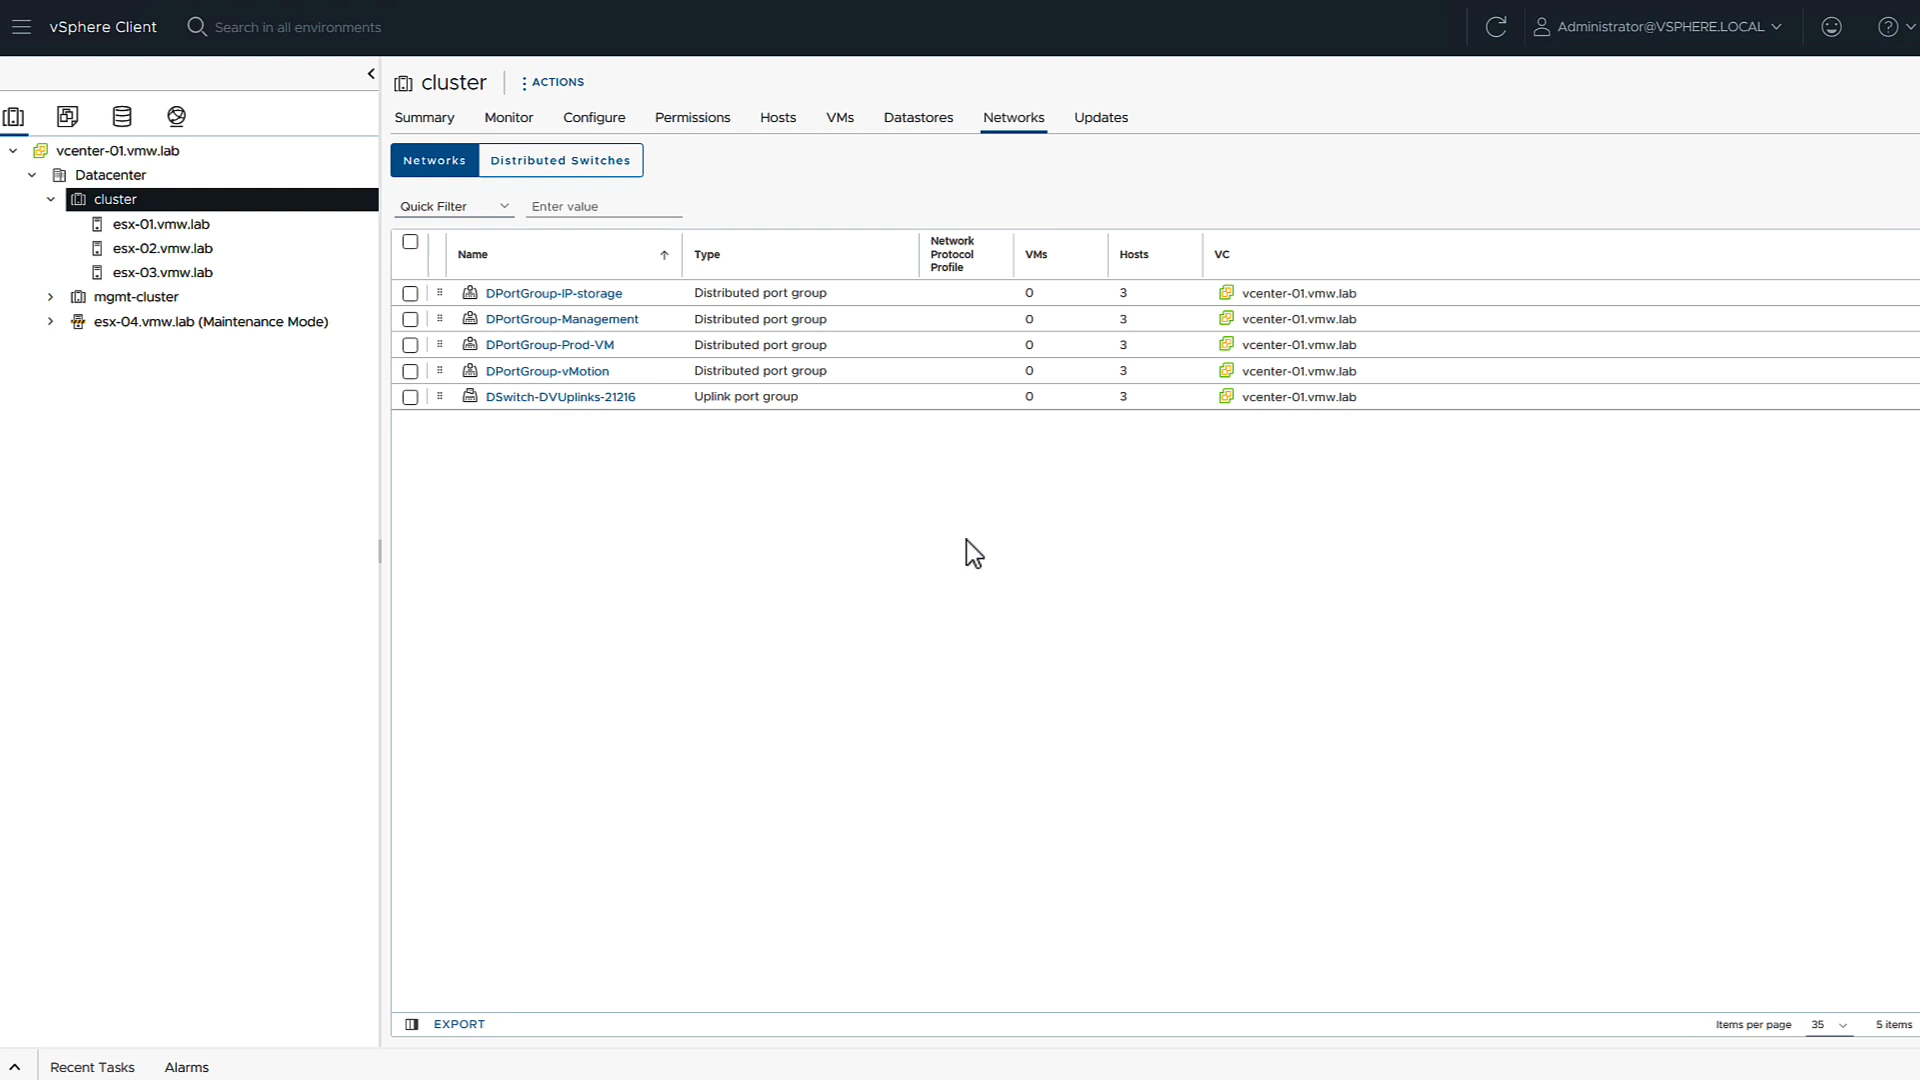 vSphere Client
Search in all environments
Administrator@VSPHERE.LOCAL
cluster
ACTIONS
Summary Monitor Configure Permissions Hosts VMs Datastores Networks Updates
Networks Distributed Switches
Quick Filter Enter value
vcenter-01.vmw.lab
Datacenter
cluster
esx-01.vmw.lab
esx-02.vmw.lab
esx-03.vmw.lab
mgmt-cluster
esx-04.vmw.lab (Maintenance Mode)
Name Type Network Protocol Profile VMs Hosts VC
DPortGroup-IP-storage Distributed port group 0 3 vcenter-01.vmw.lab
DPortGroup-Management Distributed port group 0 3 vcenter-01.vmw.lab
DPortGroup-Prod-VM Distributed port group 0 3 vcenter-01.vmw.lab
DPortGroup-vMotion Distributed port group 0 3 vcenter-01.vmw.lab
DSwitch-DVUplinks-21216 Uplink port group 0 3 vcenter-01.vmw.lab
EXPORT
Items per page 35 5 items
Recent Tasks Alarms